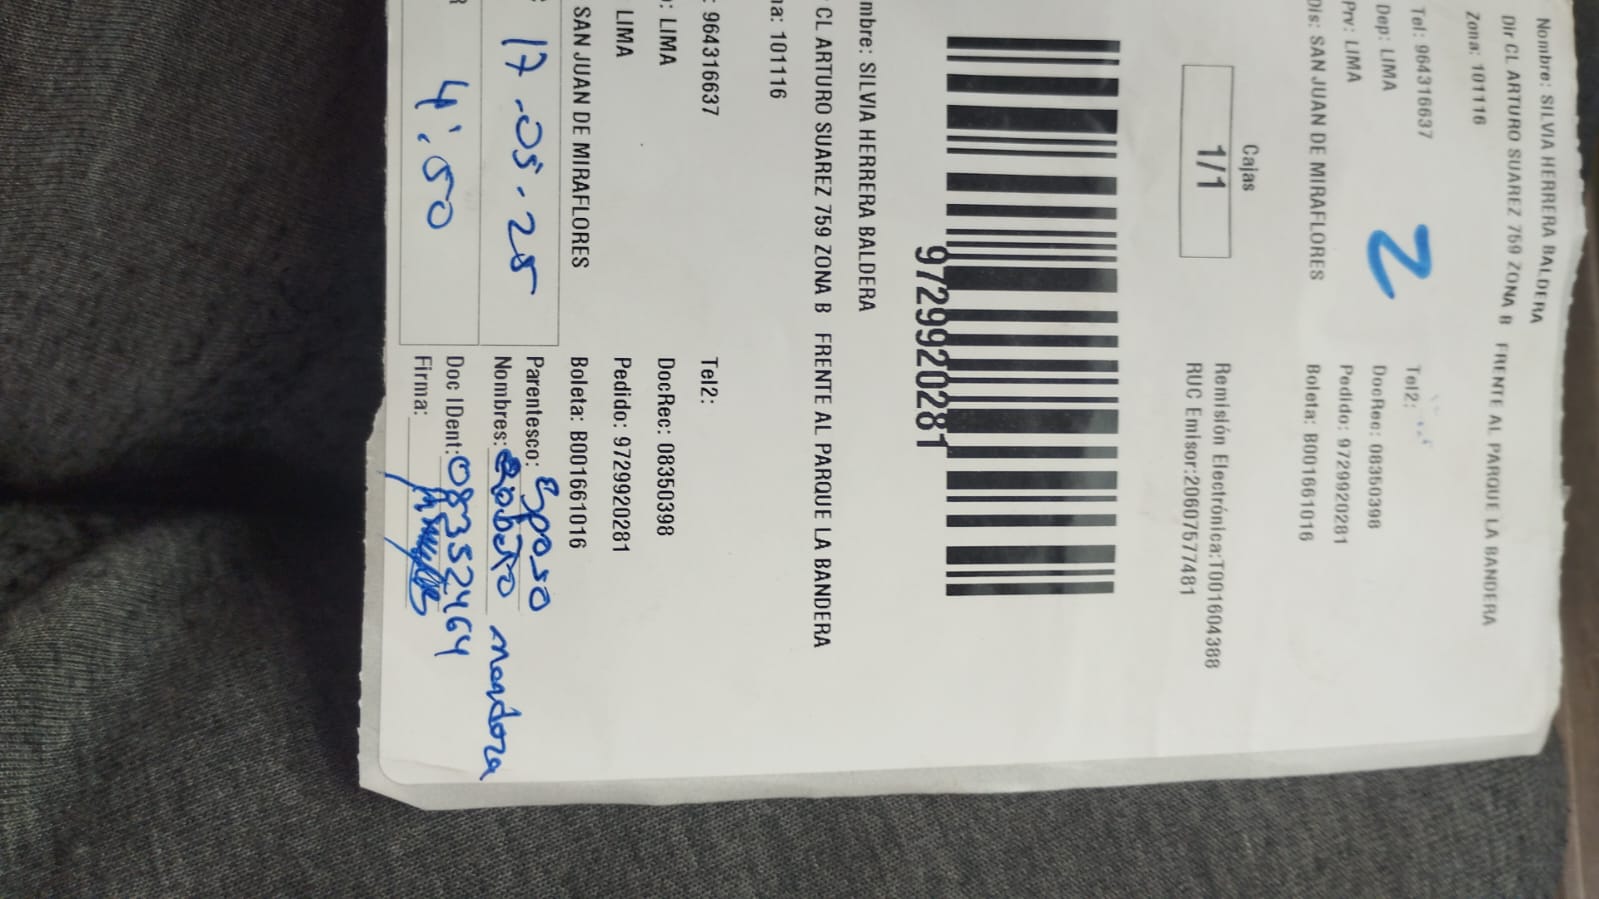 Nombre: SILVIA HERRERA BALDERA
Dir CL ARTURO SUAREZ 759 ZONA B FRENTE AL PARQUE LA BANDERA
Zona: 101116
Tel: 964316637 Tel2:
Dep: LIMA DocRec: 08350398
Prv: LIMA Pedido: 9729920281
Dis: SAN JUAN DE MIRAFLORES Boleta: B001661016
2
Cajas
1/1
Remisión Electrónica:T001604388
RUC Emisor:20607577481
9729920281
mbre: SILVIA HERRERA BALDERA
CL ARTURO SUAREZ 759 ZONA B FRENTE AL PARQUE LA BANDERA
na: 101116
: 964316637 Tel2:
: LIMA DocRec: 08350398
LIMA Pedido: 9729920281
SAN JUAN DE MIRAFLORES Boleta: B001661016
17-05-25
Parentesco: Esposo
Nombres: Roberto Mendoza
R 4:50
Doc IDent: 08352464
Firma: